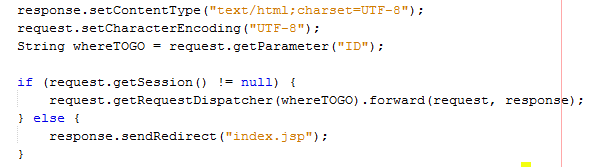 response.setContentType("text/html;charset=UTF-8");
request.setCharacterEncoding("UTF-8");
String whereTOGO = request.getParameter("ID");
if (request.getSession() != null) {
request.getRequestDispatcher(whereTOGO).forward(request, response);
} else {
response.sendRedirect("index.jsp");
}